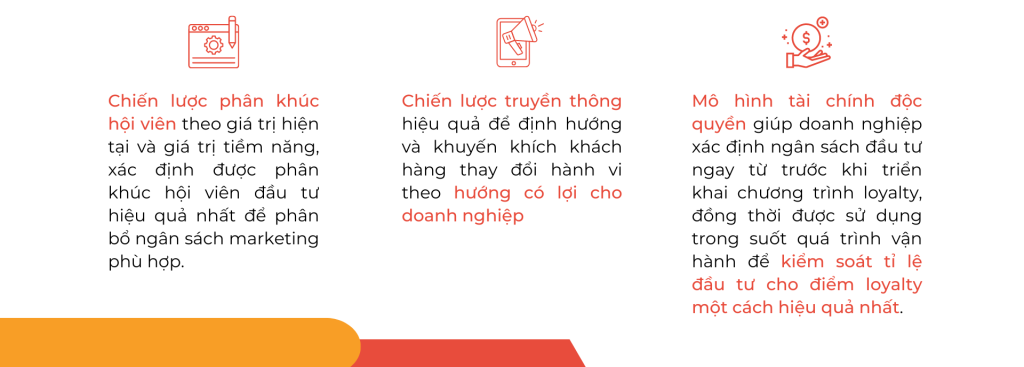 Chiến lược phân khúc
hội viên theo giá trị hiện
tại và giá trị tiềm năng,
xác định được phân
khúc hội viên đầu tư
hiệu quả nhất để phân
bổ ngân sách marketing
phù hợp.
Chiến lược truyền thông
hiệu quả để định hướng
và khuyến khích khách
hàng thay đổi hành vi
theo hướng có lợi cho
doanh nghiệp
Mô hình tài chính độc
quyền giúp doanh nghiệp
xác định ngân sách đầu tư
ngay từ trước khi triển
khai chương trình loyalty,
đồng thời được sử dụng
trong suốt quá trình vận
hành để kiểm soát tỉ lệ
đầu tư cho điểm loyalty
một cách hiệu quả nhất.